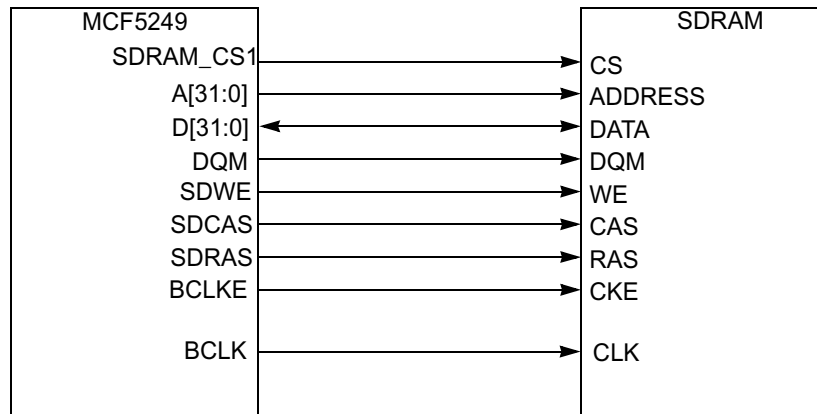 MCF5249
SDRAM
SDRAM_CS1
CS
A[31:0]
ADDRESS
D[31:0]
DATA
DQM
DQM
SDWE
WE
SDCAS
CAS
SDRAS
RAS
BCLKE
CKE
BCLK
CLK